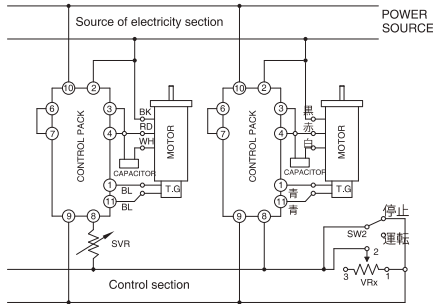 Source of electricity section
POWER
SOURCE
10
2
10
2
6
3
BK
6
3
黒
7
4
RD
7
4
赤
WH
白
CONTROL PACK
MOTOR
CONTROL PACK
MOTOR
CAPACITOR
CAPACITOR
1
BL
T.G
1
青
T.G
11
BL
11
青
9
8
9
8
停止
SW2
運転
SVR
2
3
1
VRx
Control section